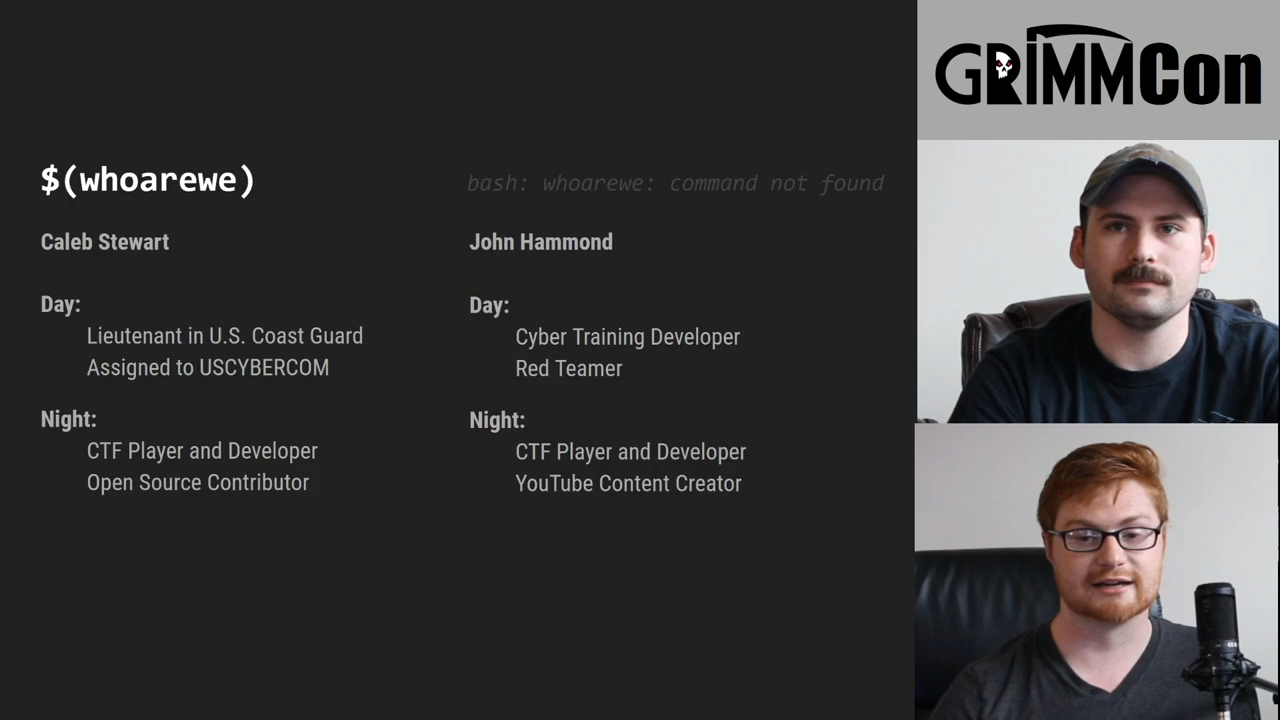 GRIMMCon
$(whoarewe)
bash: whoarewe: command not found
Caleb Stewart
Day:
Lieutenant in U.S. Coast Guard
Assigned to USCYBERCOM
Night:
CTF Player and Developer
Open Source Contributor
John Hammond
Day:
Cyber Training Developer
Red Teamer
Night:
CTF Player and Developer
YouTube Content Creator